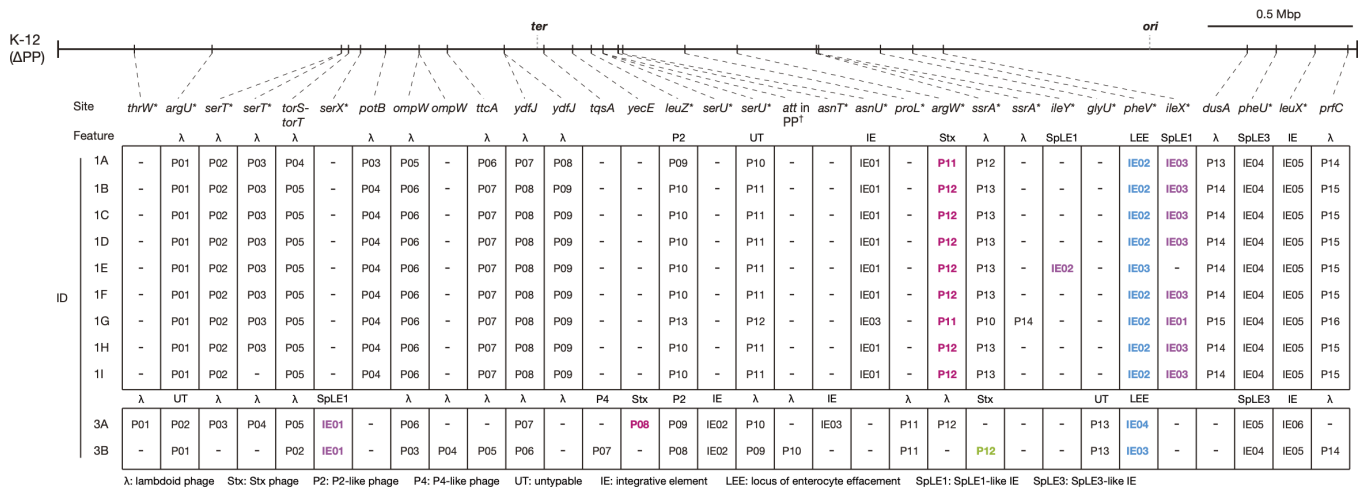 0.5 Mbp
ter
ori
K-12
(ΔPP)
Site thrW* argU* serT* serT* torS-torT serX* potB ompW ompW ttcA ydfJ ydfJ tqsA yecE leuZ* serU* serU* att in PP† asnT* asnU* proL* argW* ssrA* ssrA* ileY* glyU* pheV* ileX* dusA pheU* leuX* prfC
Feature λ λ λ λ λ λ λ λ λ P2 UT IE Stx λ λ SpLE1 LEE SpLE1 λ SpLE3 IE λ
1A – P01 P02 P03 P04 – P03 P05 – P06 P07 P08 – – P09 – P10 – – IE01 – P11 P12 – – – IE02 IE03 P13 IE04 IE05 P14
1B – P01 P02 P03 P05 – P04 P06 – P07 P08 P09 – – P10 – P11 – – IE01 – P12 P13 – – – IE02 IE03 P14 IE04 IE05 P15
1C – P01 P02 P03 P05 – P04 P06 – P07 P08 P09 – – P10 – P11 – – IE01 – P12 P13 – – – IE02 IE03 P14 IE04 IE05 P15
1D – P01 P02 P03 P05 – P04 P06 – P07 P08 P09 – – P10 – P11 – – IE01 – P12 P13 – – – IE02 IE03 P14 IE04 IE05 P15
1E – P01 P02 P03 P05 – P04 P06 – P07 P08 P09 – – P10 – P11 – – IE01 – P12 P13 – IE02 – IE03 – P14 IE04 IE05 P15
ID
1F – P01 P02 P03 P05 – P04 P06 – P07 P08 P09 – – P10 – P11 – – IE01 – P12 P13 – – – IE02 IE03 P14 IE04 IE05 P15
1G – P01 P02 P03 P05 – P04 P06 – P07 P08 P09 – – P13 – P12 – – IE03 – P11 P10 P14 – – IE02 IE01 P15 IE04 IE05 P16
1H – P01 P02 P03 P05 – P04 P06 – P07 P08 P09 – – P10 – P11 – – IE01 – P12 P13 – – – IE02 IE03 P14 IE04 IE05 P15
1I – P01 P02 – P05 – P04 P06 – P07 P08 P09 – – P10 – P11 – – IE01 – P12 P13 – – – IE02 IE03 P14 IE04 IE05 P15
λ UT λ λ λ SpLE1 λ λ λ λ P4 Stx P2 IE λ λ IE λ λ Stx UT LEE SpLE3 IE λ
3A P01 P02 P03 P04 P05 IE01 – P06 – – P07 – – P08 P09 IE02 P10 – IE03 – P11 P12 – – – P13 IE04 – – IE05 IE06 –
3B – P01 – – P02 IE01 – P03 P04 P05 P06 – P07 – P08 IE02 P09 P10 – – P11 – P12 – – P13 IE03 – – IE04 IE05 P14
λ: lambdoid phage Stx: Stx phage P2: P2-like phage P4: P4-like phage UT: untypable IE: integrative element LEE: locus of enterocyte effacement SpLE1: SpLE1-like IE SpLE3: SpLE3-like IE